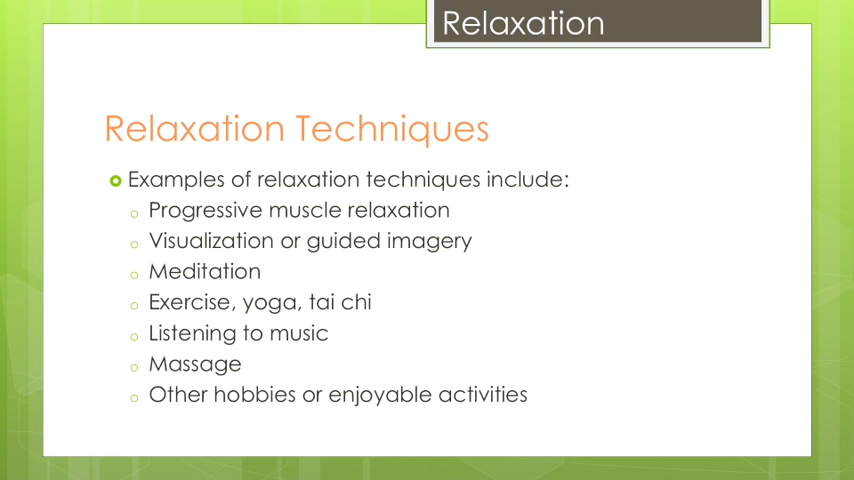 Relaxation
Relaxation Techniques
Examples of relaxation techniques include:
Progressive muscle relaxation
Visualization or guided imagery
Meditation
Exercise, yoga, tai chi
Listening to music
Massage
Other hobbies or enjoyable activities